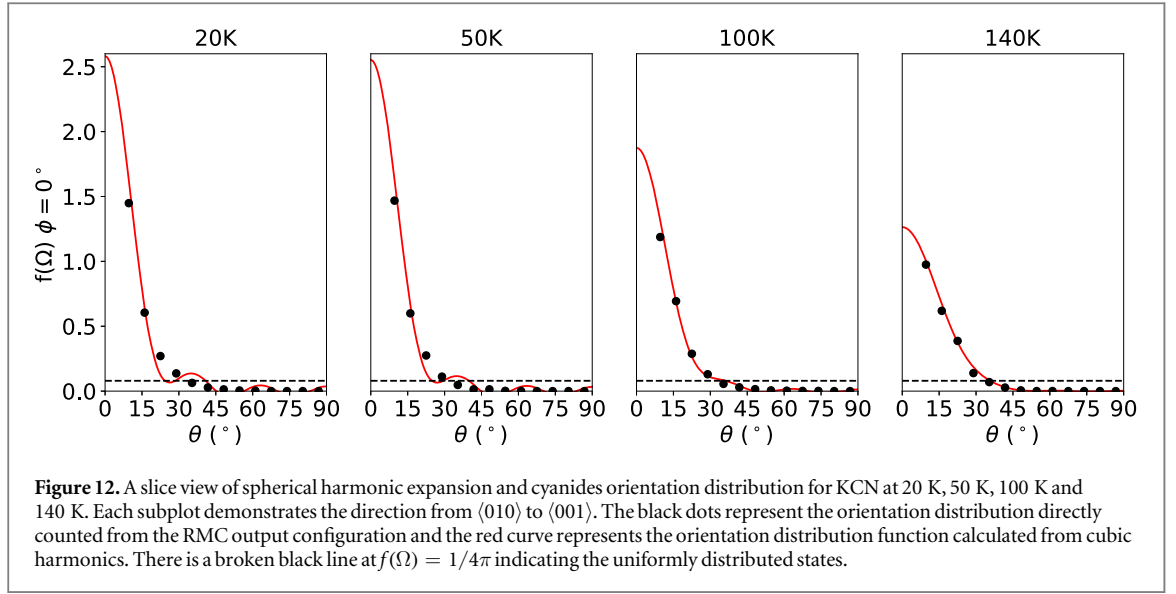 20K 50K 100K 140K
2.5
2.0
1.5
1.0
0.5
0.0
f(Ω) ϕ = 0°
0 15 30 45 60 75 90 0 15 30 45 60 75 90 0 15 30 45 60 75 90 0 15 30 45 60 75 90
θ (°) θ (°) θ (°) θ (°)
Figure 12. A slice view of spherical harmonic expansion and cyanides orientation distribution for KCN at 20 K, 50 K, 100 K and
140 K. Each subplot demonstrates the direction from ⟨010⟩ to ⟨001⟩. The black dots represent the orientation distribution directly
counted from the RMC output configuration and the red curve represents the orientation distribution function calculated from cubic
harmonics. There is a broken black line at f(Ω) = 1/4π indicating the uniformly distributed states.